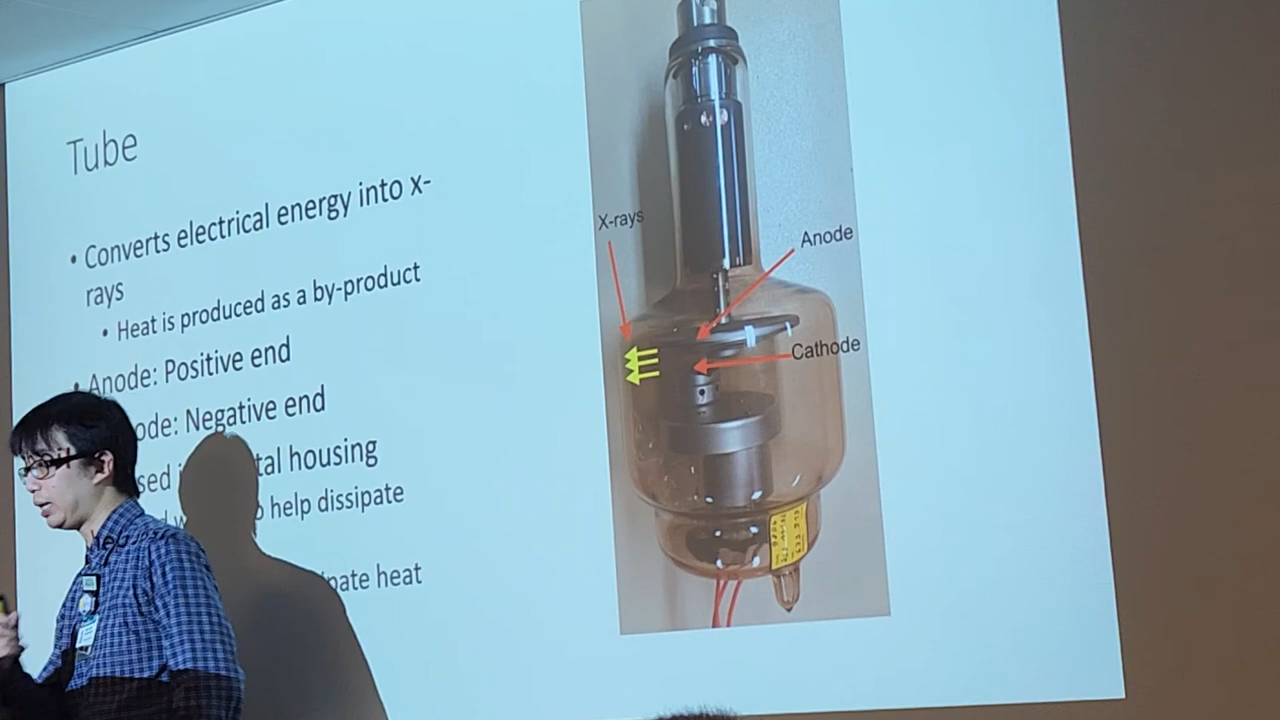 Tube
• Converts electrical energy into x-
rays
• Heat is produced as a by-product
• Anode: Positive end
ode: Negative end
sed tal housing
help dissipate
pate heat
X-rays
Anode
Cathode